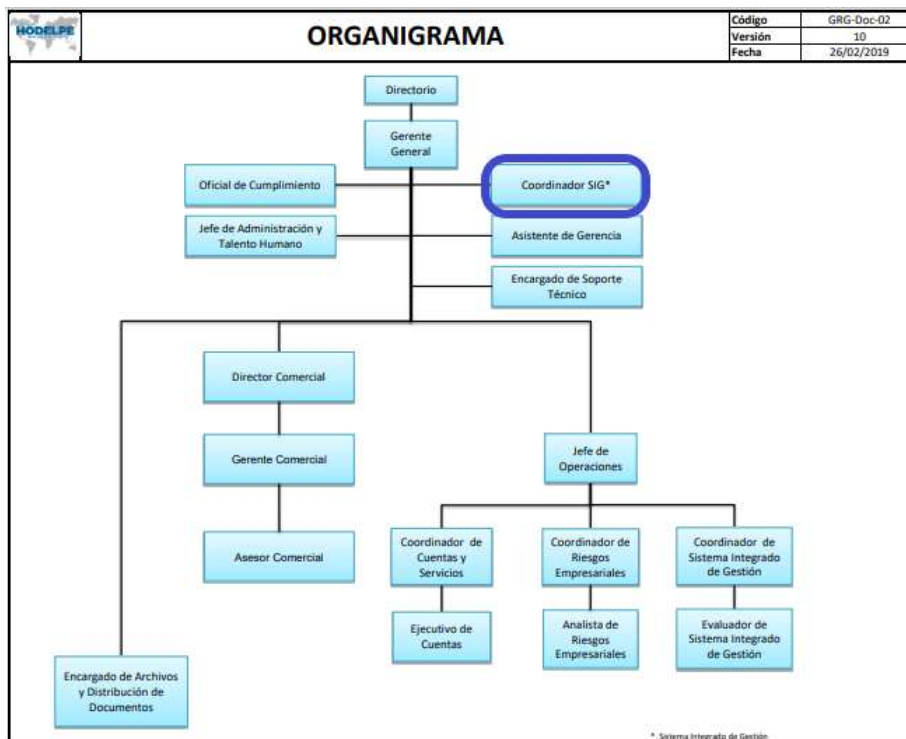 HODELPE
ORGANIGRAMA
Código GRG-Doc-02
Versión 10
Fecha 26/02/2019
Directorio
Gerente
General
Oficial de Cumplimiento
Coordinador SIG*
Jefe de Administración y
Talento Humano
Asistente de Gerencia
Encargado de Soporte
Técnico
Director Comercial
Gerente Comercial
Jefe de
Operaciones
Asesor Comercial
Coordinador de
Cuentas y
Servicios
Coordinador de
Riesgos
Empresariales
Coordinador de
Sistema Integrado
de Gestión
Ejecutivo de
Cuentas
Analista de
Riesgos
Empresariales
Evaluador de
Sistema Integrado
de Gestión
Encargado de Archivos
y Distribución de
Documentos
* Sistema Integrado de Gestión